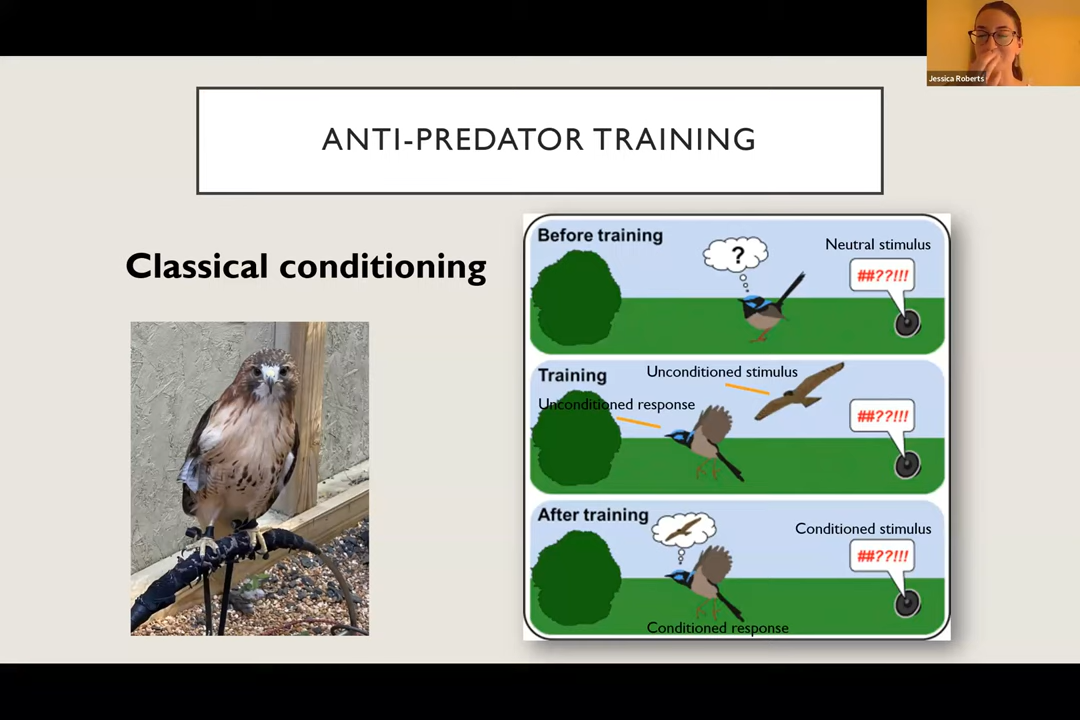 Jessica Roberts
ANTI-PREDATOR TRAINING
Classical conditioning
Before training
?
Neutral stimulus
##??!!!
Training
Unconditioned stimulus
Unconditioned response
##??!!!
After training
Conditioned stimulus
##??!!!
Conditioned response